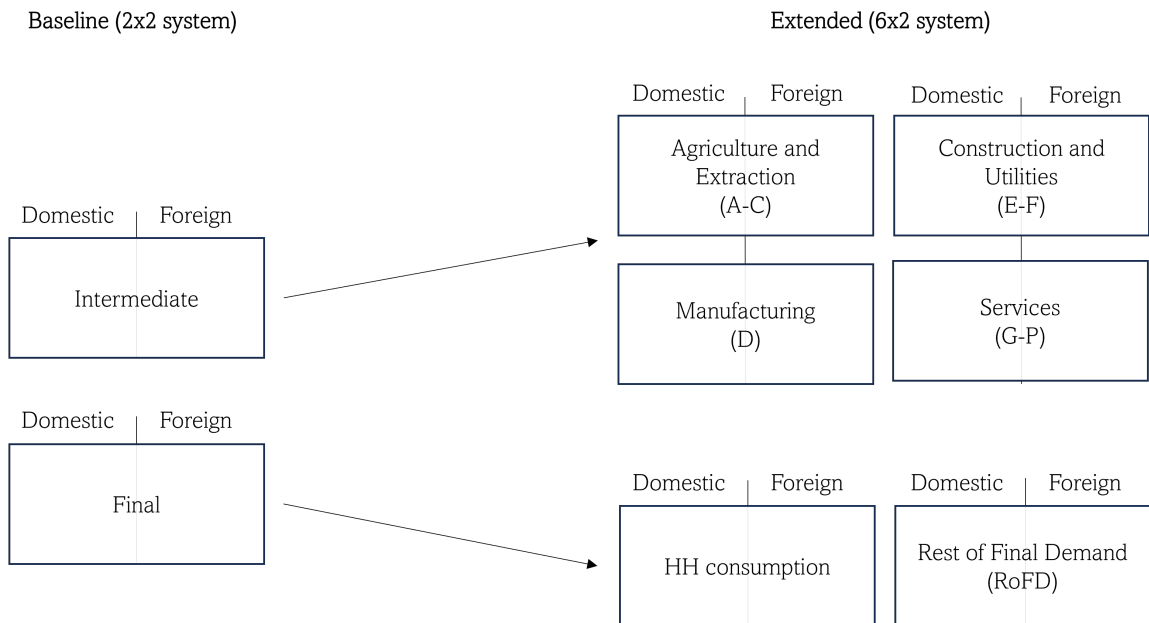 Baseline (2x2 system)
Extended (6x2 system)
Domestic Foreign
Intermediate
Domestic Foreign
Final
Domestic Foreign
Agriculture and
Extraction
(A-C)
Domestic Foreign
Construction and
Utilities
(E-F)
Manufacturing
(D)
Services
(G-P)
Domestic Foreign
HH consumption
Domestic Foreign
Rest of Final Demand
(RoFD)